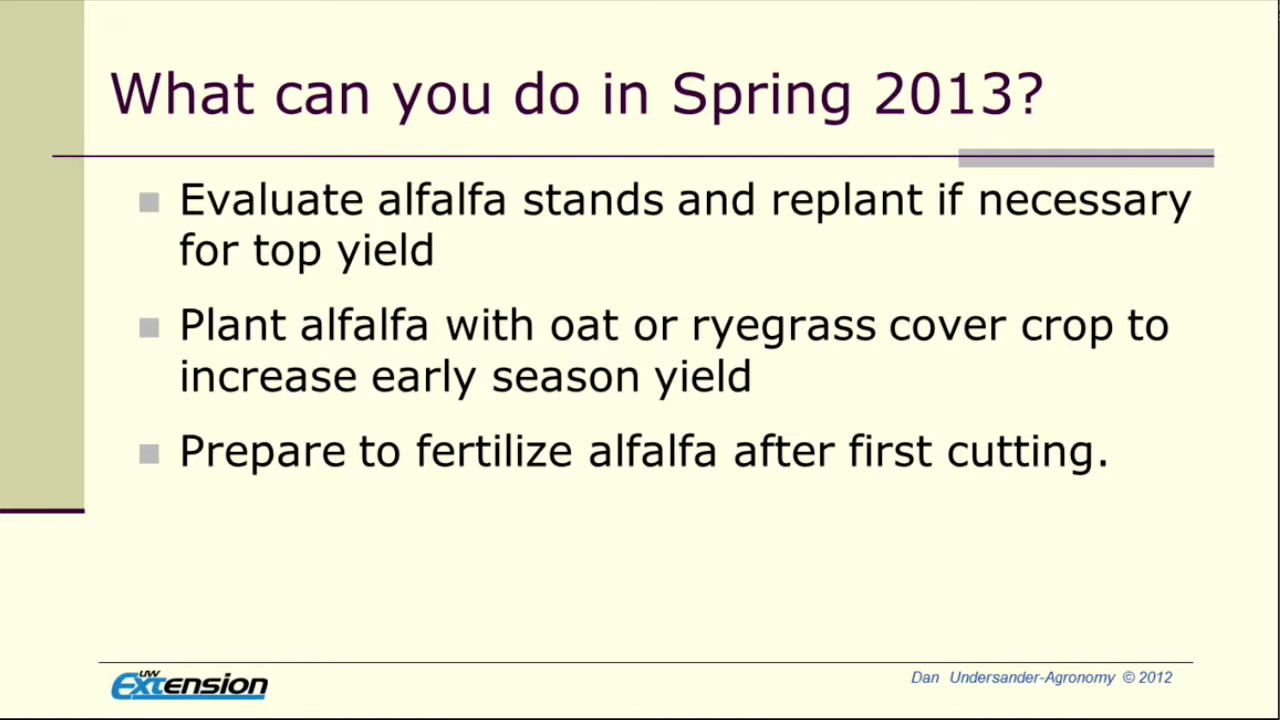 What can you do in Spring 2013?
Evaluate alfalfa stands and replant if necessary
for top yield
Plant alfalfa with oat or ryegrass cover crop to
increase early season yield
Prepare to fertilize alfalfa after first cutting.
UW
Extension
Dan Undersander-Agronomy © 2012